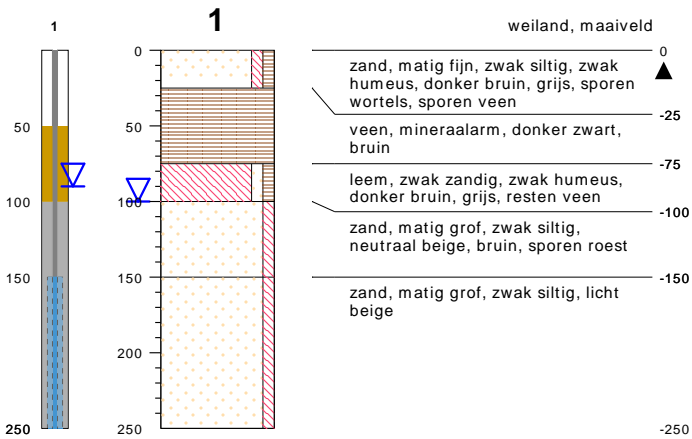 1
1
weiland, maaiveld
0
0
zand, matig fijn, zwak siltig, zwak
humeus, donker bruin, grijs, sporen
wortels, sporen veen
-25
50
50
veen, mineraalarm, donker zwart,
bruin
-75
leem, zwak zandig, zwak humeus,
donker bruin, grijs, resten veen
100
100
-100
zand, matig grof, zwak siltig,
neutraal beige, bruin, sporen roest
150
150
-150
zand, matig grof, zwak siltig, licht
beige
200
200
250
250
-250